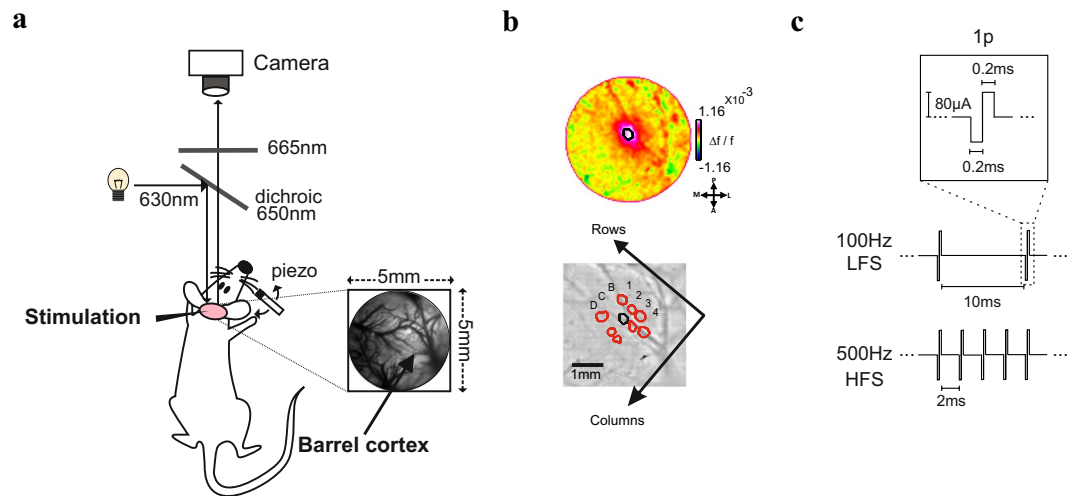 a
Camera
665nm
630nm
dichroic
650nm
piezo
Stimulation
5mm
5mm
Barrel cortex
b
1.16
X10⁻³
Δf / f
-1.16
P
M
L
A
Rows
B
1
C
2
D
3
4
1mm
Columns
c
1p
0.2ms
80µA
0.2ms
100Hz
LFS
10ms
500Hz
HFS
2ms